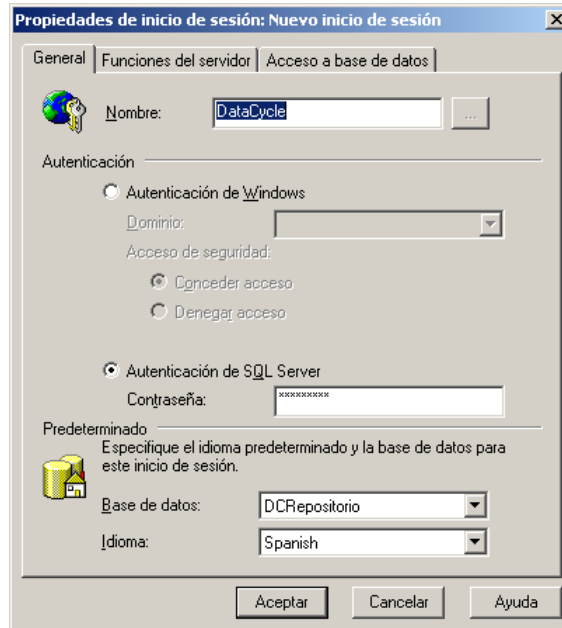 Propiedades de inicio de sesión: Nuevo inicio de sesión
General Funciones del servidor Acceso a base de datos
Nombre: DataCycle ...
Autenticación
Autenticación de Windows
Dominio:
Acceso de seguridad:
Conceder acceso
Denegar acceso
Autenticación de SQL Server
Contraseña: *********
Predeterminado
Especifique el idioma predeterminado y la base de datos para
este inicio de sesión.
Base de datos: DCRepositorio
Idioma: Spanish
Aceptar Cancelar Ayuda